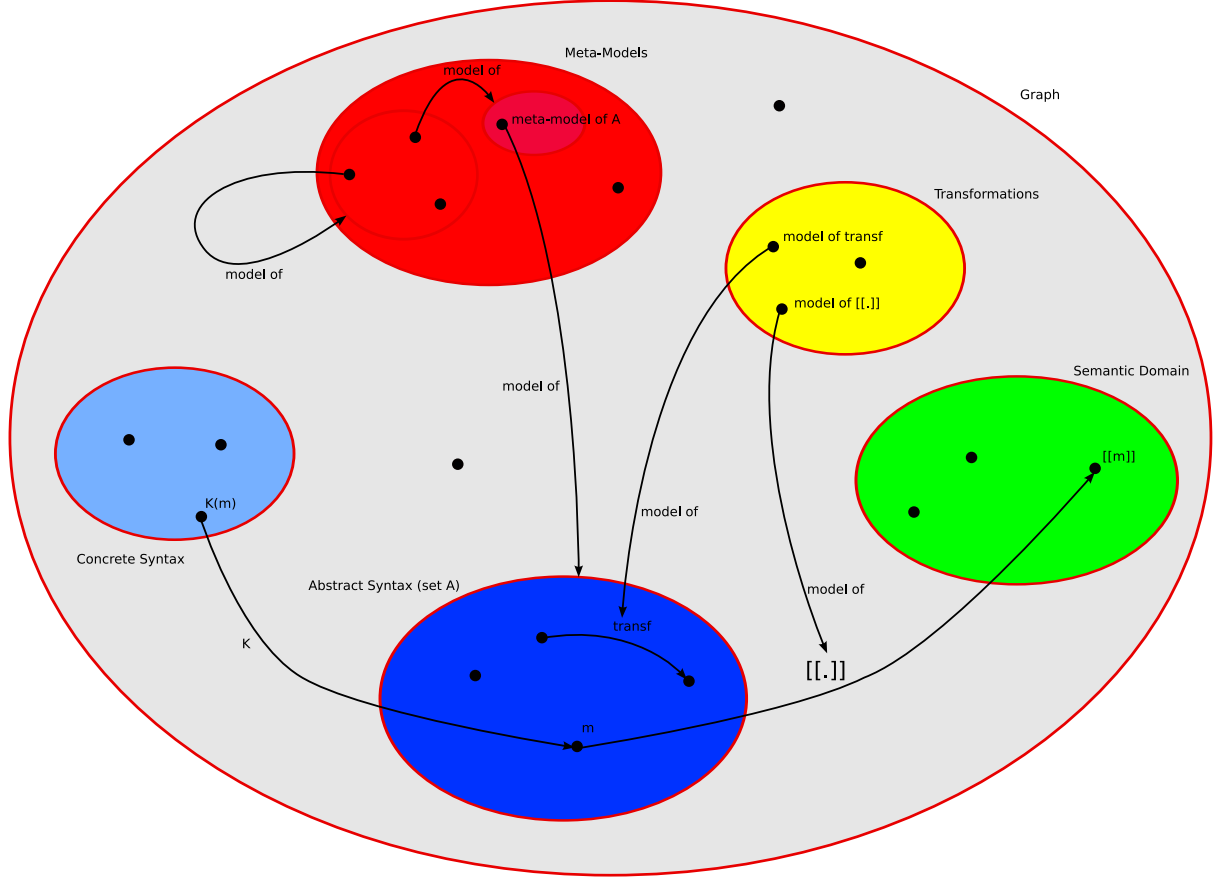 Meta-Models
model of
Graph
meta-model of A
Transformations
model of transf
model of
model of [[.]]
Semantic Domain
model of
[[m]]
K(m)
model of
Concrete Syntax
Abstract Syntax (set A)
model of
transf
K
[[.]]
m